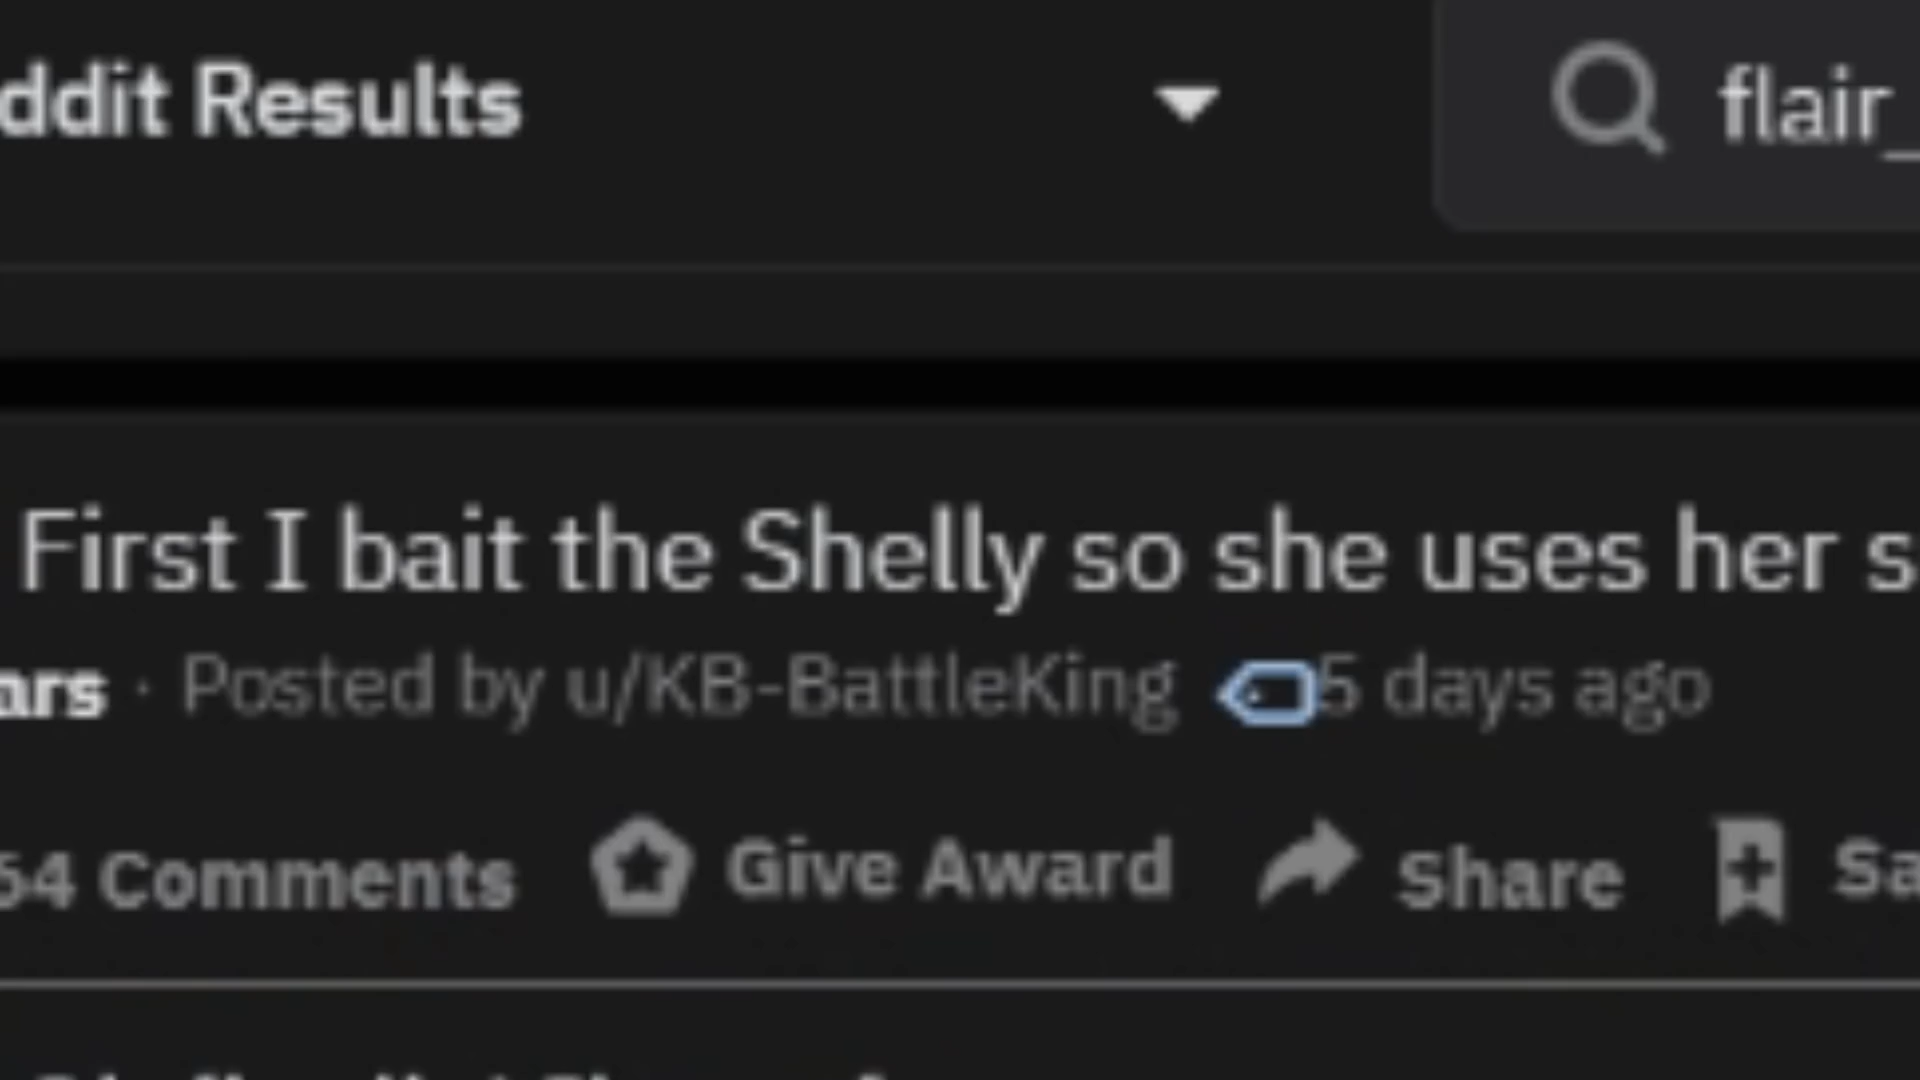 ddit Results
flair_
First I bait the Shelly so she uses her s
ars · Posted by u/KB-BattleKing 5 days ago
64 Comments Give Award Share Sa